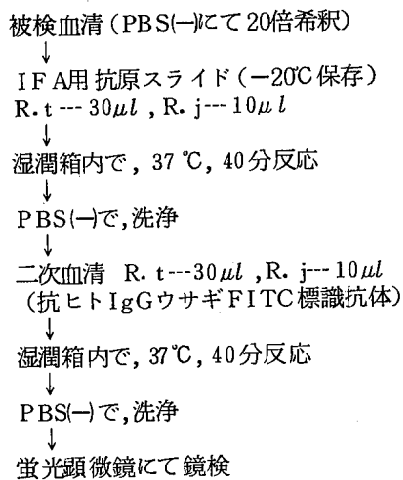 被検血清(PBS(−)にて20倍希釈)
↓
IFA用抗原スライド(−20℃保存)
R.t---30μl,R.j---10μl
↓
湿潤箱内で,37℃,40分反応
↓
PBS(−)で,洗浄
↓
二次血清 R.t---30μl,R.j---10μl
(抗ヒトIgGウサギFITC標識抗体)
↓
湿潤箱内で,37℃,40分反応
↓
PBS(−)で,洗浄
↓
蛍光顕微鏡にて鏡検